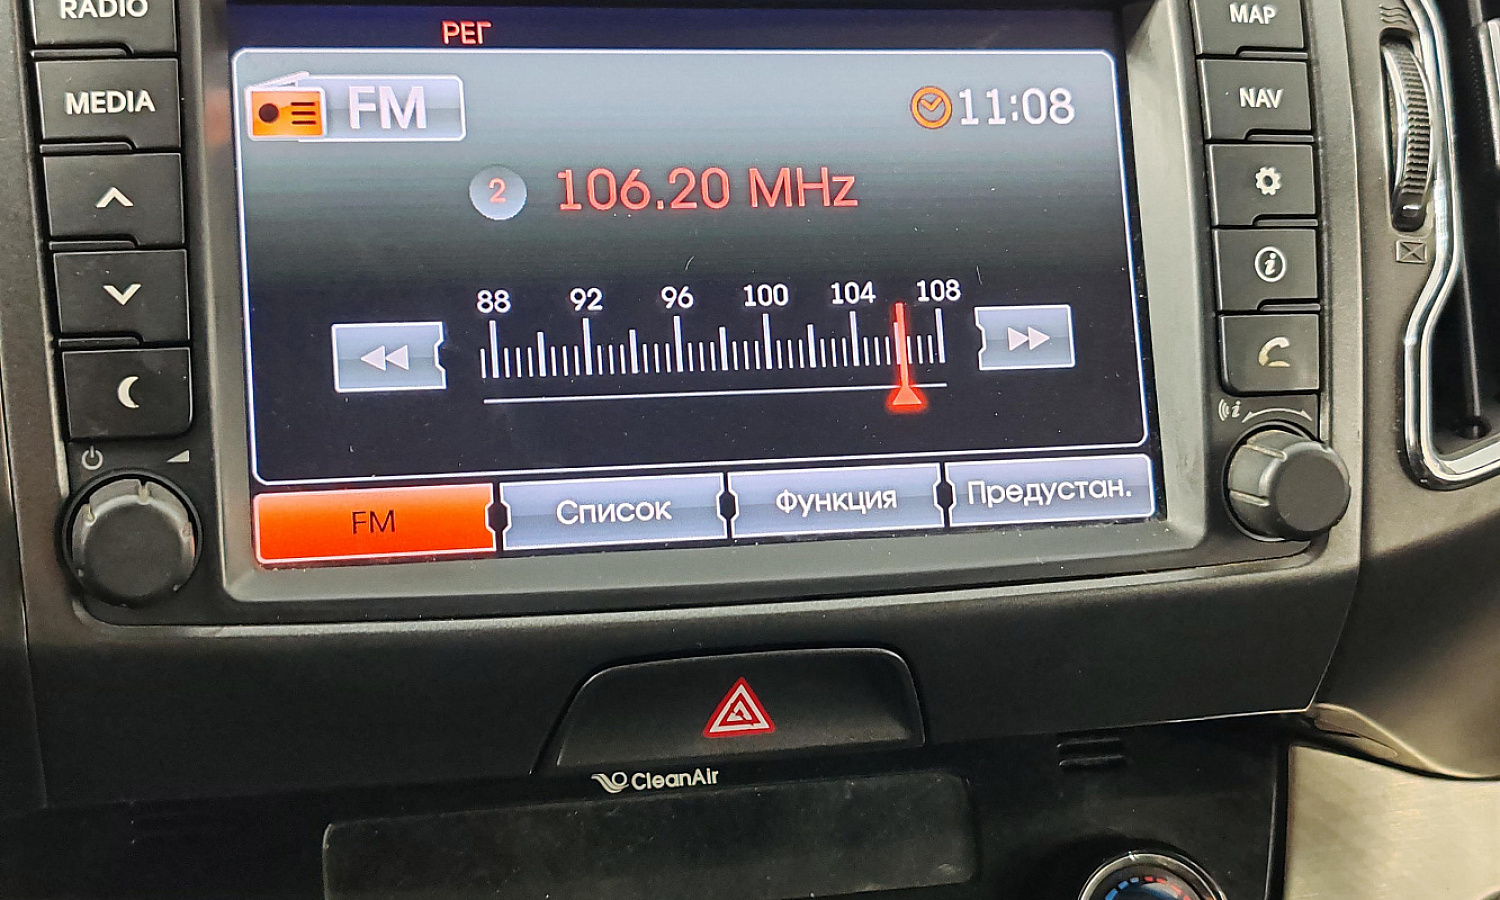 RADIO
РЕГ
MAP
MEDIA
FM
11:08
NAV
2 106.20 MHz
88 92 96 100 104 108
FM Список Функция Предустан.
CleanAir